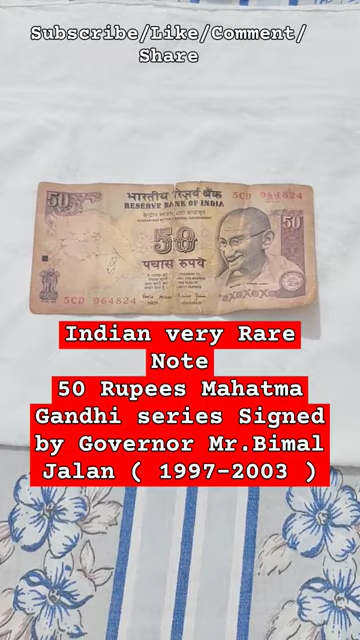 Subscribe/Like/Comment/
Share
50
भारतीय रिज़र्व बैंक
RESERVE BANK OF INDIA
5CD 964824
50
50
पचास रुपये
5CD 964824
Indian very Rare
Note
50 Rupees Mahatma
Gandhi series Signed
by Governor Mr.Bimal
Jalan ( 1997-2003 )